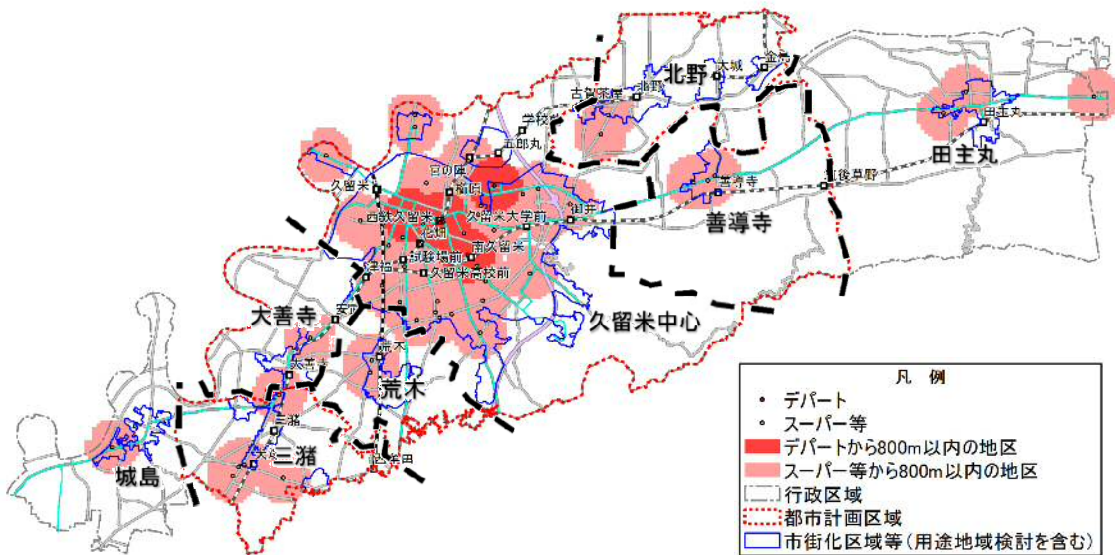 北野
大城
金島
古賀茶屋
北野
学校前
五郎丸
宮の陣
櫛原
久留米
西鉄久留米
久留米大学前
御井
花畑
南久留米
試験場前
久留米高校前
津福
善導寺
善導寺
筑後草野
田主丸
田主丸
久留米中心
大善寺
安武
大善寺
荒木
荒木
三潴
三潴
犬塚
西牟田
城島
凡 例
デパート
スーパー等
デパートから800m以内の地区
スーパー等から800m以内の地区
行政区域
都市計画区域
市街化区域等(用途地域検討を含む)